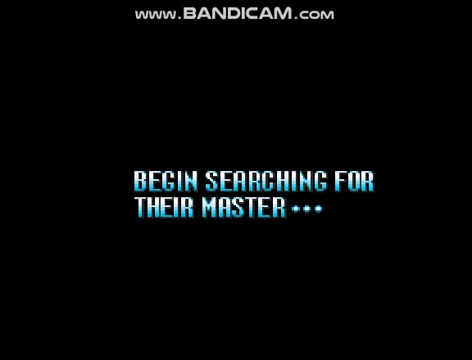 www.BANDICAM.com
BEGIN SEARCHING FOR
THEIR MASTER•••